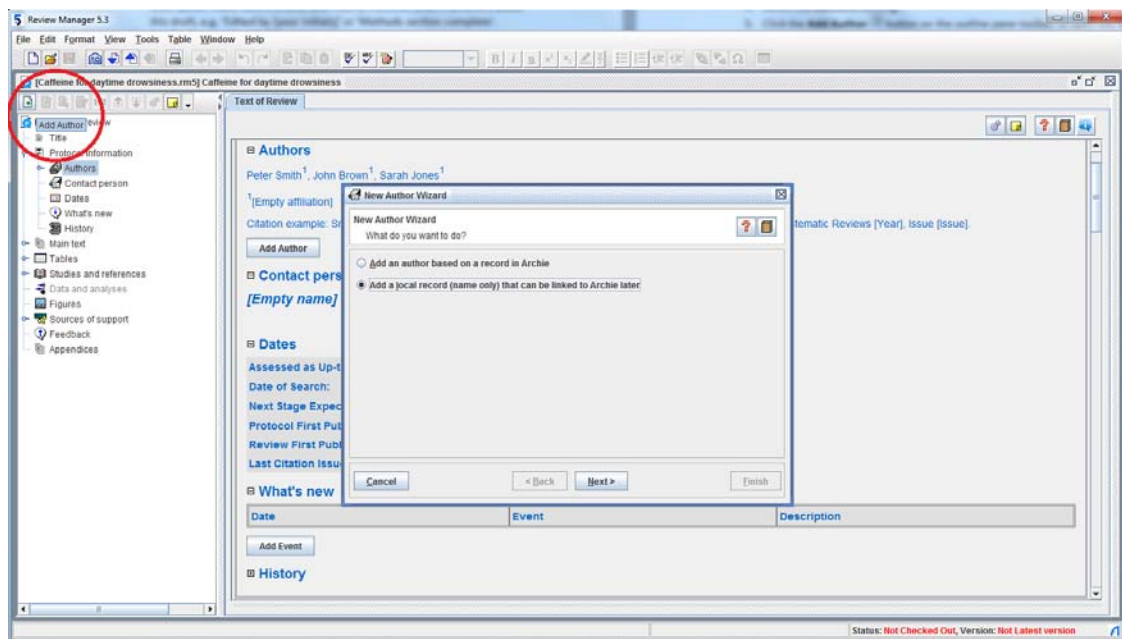 Review Manager 5.3
File Edit Format View Tools Table Window Help
[Caffeine for daytime drowsiness.rm5] Caffeine for daytime drowsiness
Text of Review
Add Author
Title
Protocol information
Authors
Contact person
Dates
What's new
History
Main text
Tables
Studies and references
Data and analyses
Figures
Sources of support
Feedback
Appendices
Authors
Peter Smith1, John Brown1, Sarah Jones1
1[Empty affiliation]
Citation example: tematic Reviews [Year], Issue [Issue].
Add Author
Contact pers
[Empty name]
Dates
Assessed as Up-t
Date of Search:
Next Stage Expec
Protocol First Pub
Review First Publ
Last Citation Issu
What's new
Date Event Description
Add Event
History
New Author Wizard
New Author Wizard
What do you want to do?
Add an author based on a record in Archie
Add a local record (name only) that can be linked to Archie later
Cancel < Back Next > Finish
Status: Not Checked Out, Version: Not Latest version